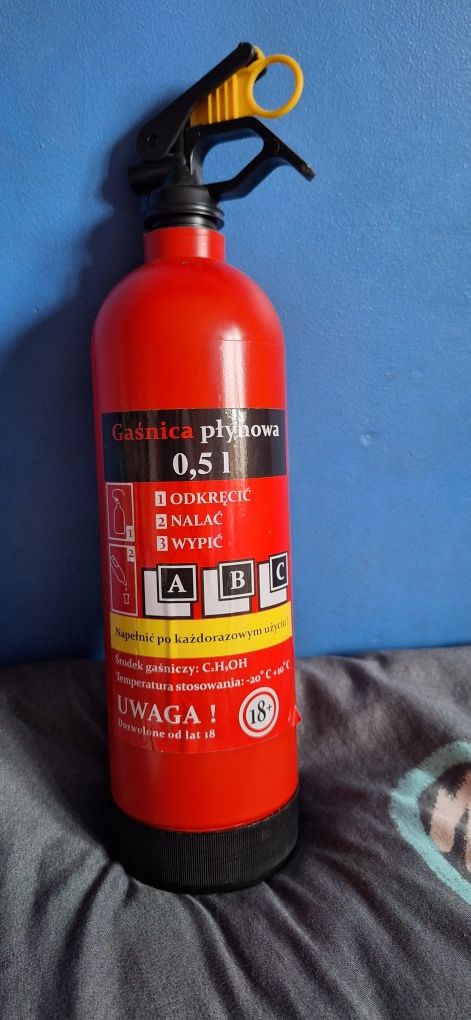 Gaśnica płynowa
0,5 l
1 ODKRĘCIĆ
2 NALAĆ
3 WYPIĆ
1
2
A B C
Napełnić po każdorazowym użyciu!
Środek gaśniczy: C₂H₅OH
Temperatura stosowania: -20°C +10°C
UWAGA !
18+
Dozwolone od lat 18